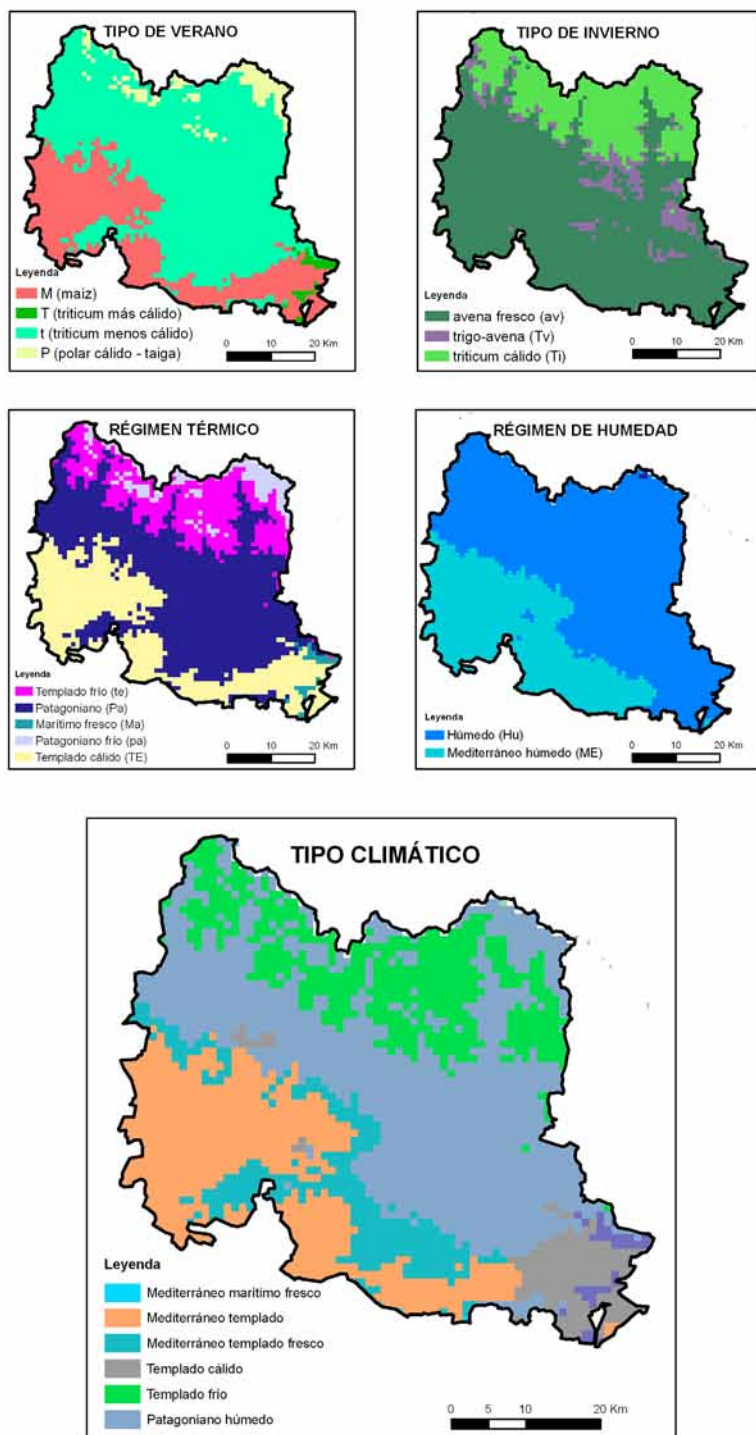 TIPO DE VERANO
Leyenda
M (maiz)
T (triticum más cálido)
t (triticum menos cálido)
P (polar cálido - taiga)
0 10 20 Km
TIPO DE INVIERNO
Leyenda
avena fresco (av)
trigo-avena (Tv)
triticum cálido (Ti)
0 10 20 Km
RÉGIMEN TÉRMICO
Leyenda
Templado frío (te)
Patagoniano (Pa)
Marítimo fresco (Ma)
Patagoniano frío (pa)
Templado cálido (TE)
0 10 20 Km
RÉGIMEN DE HUMEDAD
Leyenda
Húmedo (Hu)
Mediterráneo húmedo (ME)
0 10 20 Km
TIPO CLIMÁTICO
Leyenda
Mediterráneo marítimo fresco
Mediterráneo templado
Mediterráneo templado fresco
Templado cálido
Templado frío
Patagoniano húmedo
0 5 10 20 Km